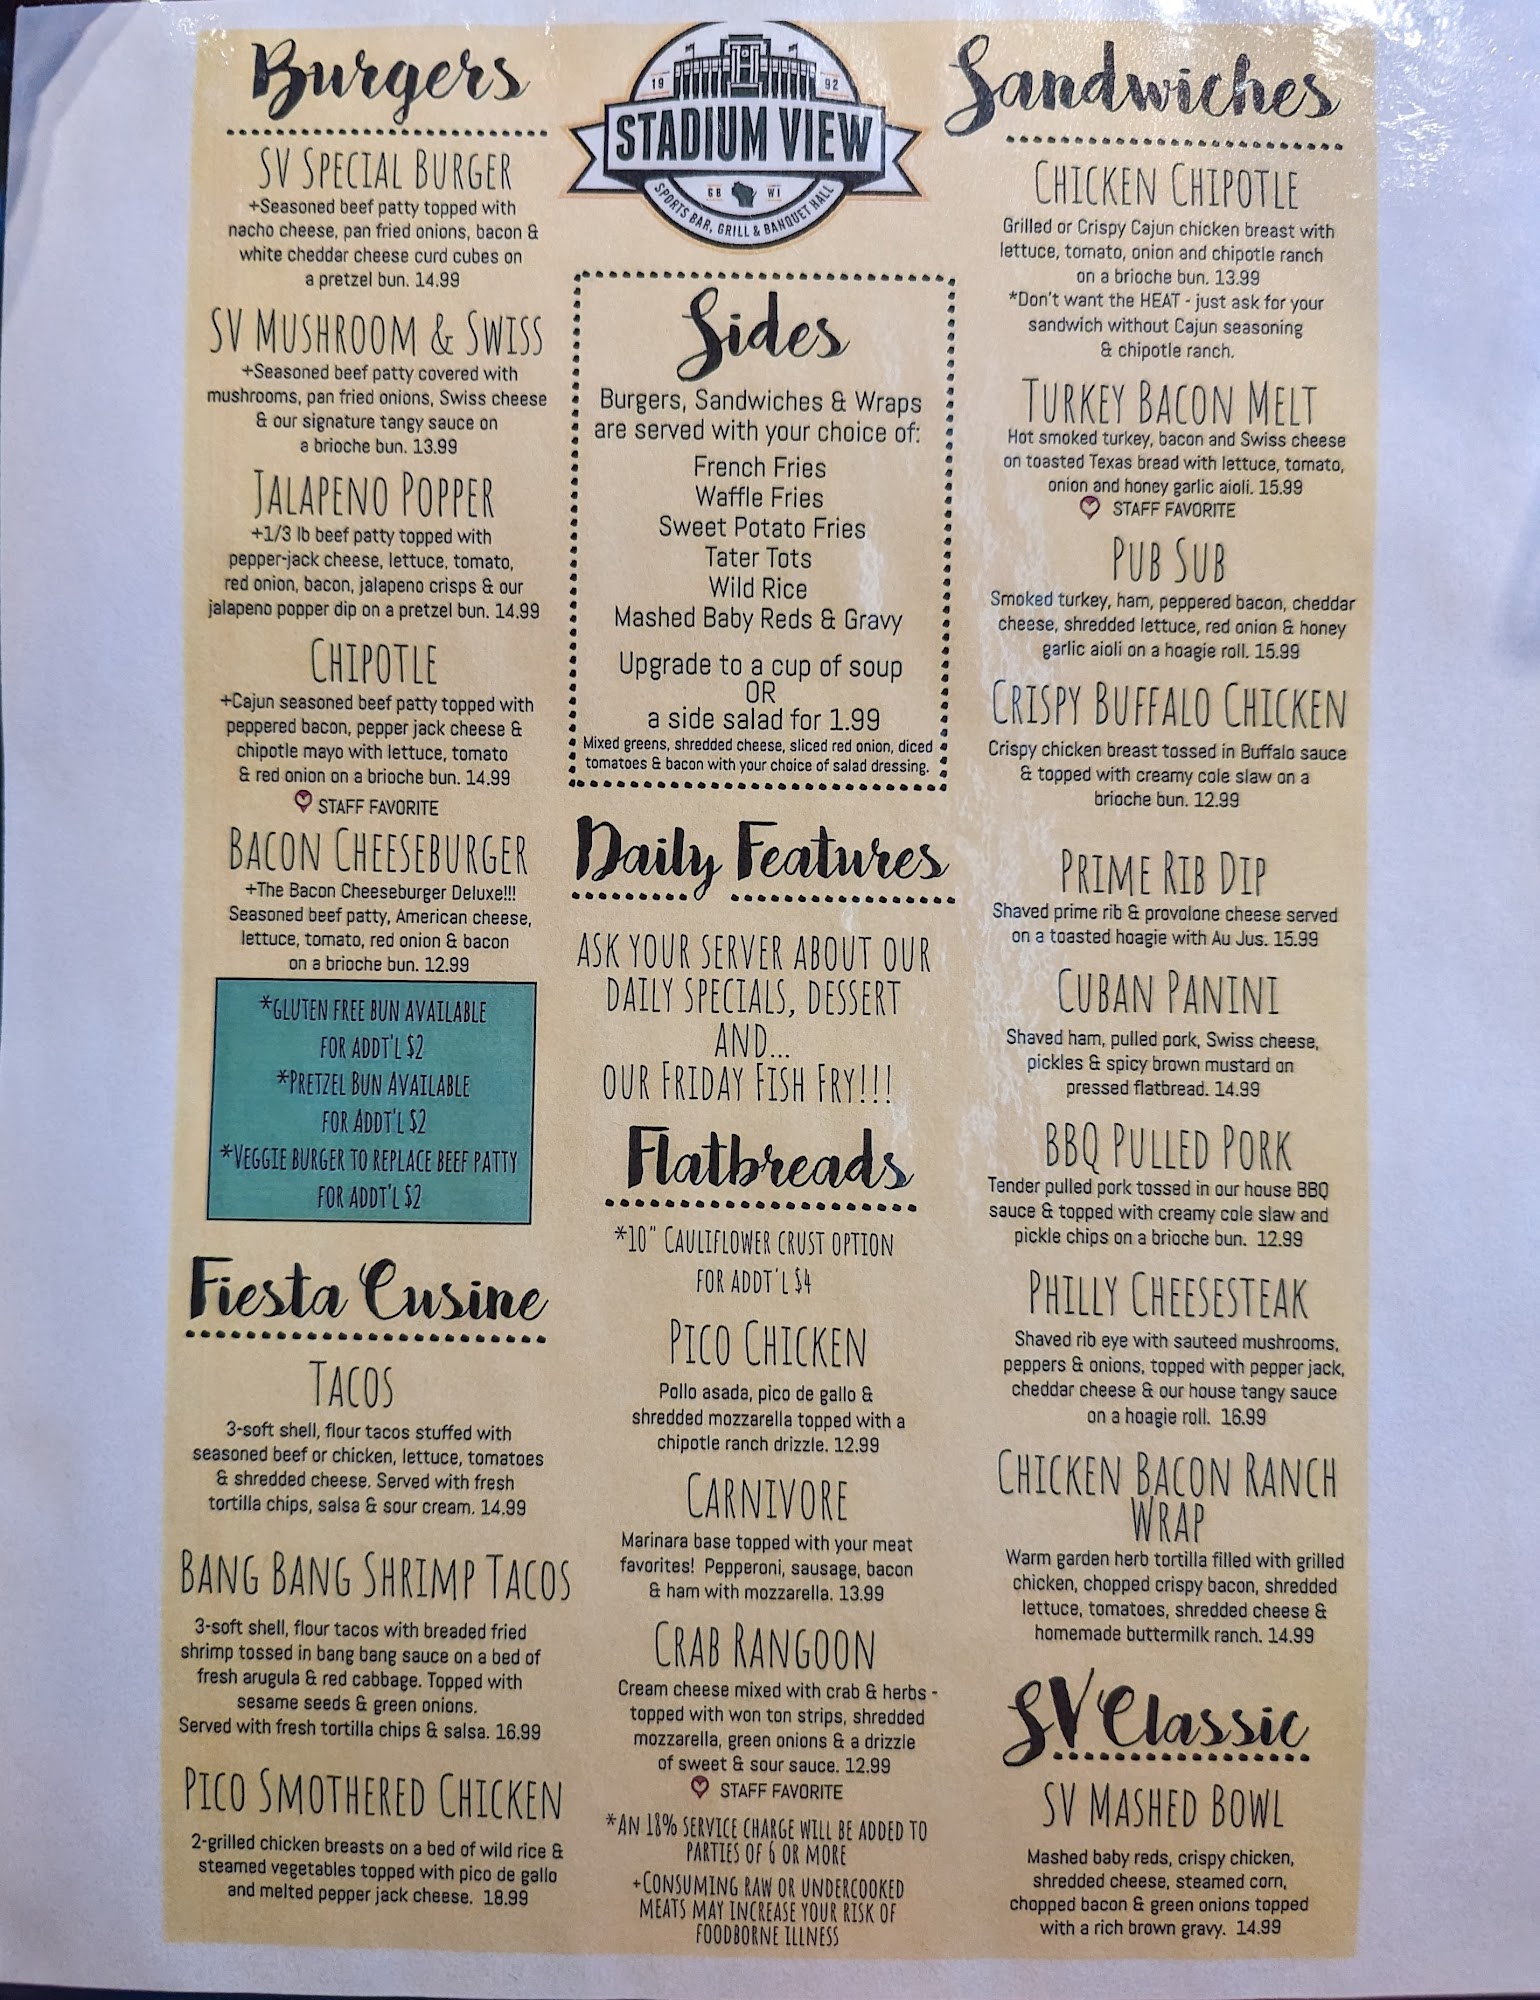 Burgers
SV Special Burger
+Seasoned beef patty topped with
nacho cheese, pan fried onions, bacon &
white cheddar cheese curd cubes on
a pretzel bun. 14.99
SV Mushroom & Swiss
+Seasoned beef patty covered with
mushrooms, pan fried onions, Swiss cheese
& our signature tangy sauce on
a brioche bun. 13.99
Jalapeno Popper
+1/3 lb beef patty topped with
pepper-jack cheese, lettuce, tomato,
red onion, bacon, jalapeno crisps & our
jalapeno popper dip on a pretzel bun. 14.99
Chipotle
+Cajun seasoned beef patty topped with
peppered bacon, pepper jack cheese &
chipotle mayo with lettuce, tomato
& red onion on a brioche bun. 14.99
STAFF FAVORITE
Bacon Cheeseburger
+The Bacon Cheeseburger Deluxe!!!
Seasoned beef patty, American cheese,
lettuce, tomato, red onion & bacon
on a brioche bun. 12.99
*Gluten free bun available
for addt'l $2
*Pretzel Bun Available
for Addt'l $2
*Veggie burger to replace beef patty
for addt'l $2
Fiesta Cusine
Tacos
3-soft shell, flour tacos stuffed with
seasoned beef or chicken, lettuce, tomatoes
& shredded cheese. Served with fresh
tortilla chips, salsa & sour cream. 14.99
Bang Bang Shrimp Tacos
3-soft shell, flour tacos with breaded fried
shrimp tossed in bang bang sauce on a bed of
fresh arugula & red cabbage. Topped with
sesame seeds & green onions.
Served with fresh tortilla chips & salsa. 16.99
Pico Smothered Chicken
2-grilled chicken breasts on a bed of wild rice &
steamed vegetables topped with pico de gallo
and melted pepper jack cheese. 18.99
19 92
STADIUM VIEW
GB WI
SPORTS BAR, GRILL & BANQUET HALL
Sides
Burgers, Sandwiches & Wraps
are served with your choice of:
French Fries
Waffle Fries
Sweet Potato Fries
Tater Tots
Wild Rice
Mashed Baby Reds & Gravy
Upgrade to a cup of soup
OR
a side salad for 1.99
Mixed greens, shredded cheese, sliced red onion, diced
tomatoes & bacon with your choice of salad dressing.
Daily Features
Ask your server about our
daily specials, dessert
and...
our Friday Fish Fry!!!
Flatbreads
*10" Cauliflower crust option
for addt'l $4
Pico Chicken
Pollo asada, pico de gallo &
shredded mozzarella topped with a
chipotle ranch drizzle. 12.99
Carnivore
Marinara base topped with your meat
favorites! Pepperoni, sausage, bacon
& ham with mozzarella. 13.99
Crab Rangoon
Cream cheese mixed with crab & herbs -
topped with won ton strips, shredded
mozzarella, green onions & a drizzle
of sweet & sour sauce. 12.99
STAFF FAVORITE
*An 18% service charge will be added to
parties of 6 or more
+Consuming raw or undercooked
meats may increase your risk of
foodborne illness
Sandwiches
Chicken Chipotle
Grilled or Crispy Cajun chicken breast with
lettuce, tomato, onion and chipotle ranch
on a brioche bun. 13.99
*Don't want the HEAT - just ask for your
sandwich without Cajun seasoning
& chipotle ranch.
Turkey Bacon Melt
Hot smoked turkey, bacon and Swiss cheese
on toasted Texas bread with lettuce, tomato,
onion and honey garlic aioli. 15.99
STAFF FAVORITE
Pub Sub
Smoked turkey, ham, peppered bacon, cheddar
cheese, shredded lettuce, red onion & honey
garlic aioli on a hoagie roll. 15.99
Crispy Buffalo Chicken
Crispy chicken breast tossed in Buffalo sauce
& topped with creamy cole slaw on a
brioche bun. 12.99
Prime Rib Dip
Shaved prime rib & provolone cheese served
on a toasted hoagie with Au Jus. 15.99
Cuban Panini
Shaved ham, pulled pork, Swiss cheese,
pickles & spicy brown mustard on
pressed flatbread. 14.99
BBQ Pulled Pork
Tender pulled pork tossed in our house BBQ
sauce & topped with creamy cole slaw and
pickle chips on a brioche bun. 12.99
Philly Cheesesteak
Shaved rib eye with sauteed mushrooms,
peppers & onions, topped with pepper jack,
cheddar cheese & our house tangy sauce
on a hoagie roll. 16.99
Chicken Bacon Ranch
Wrap
Warm garden herb tortilla filled with grilled
chicken, chopped crispy bacon, shredded
lettuce, tomatoes, shredded cheese &
homemade buttermilk ranch. 14.99
SV Classic
SV Mashed Bowl
Mashed baby reds, crispy chicken,
shredded cheese, steamed corn,
chopped bacon & green onions topped
with a rich brown gravy. 14.99